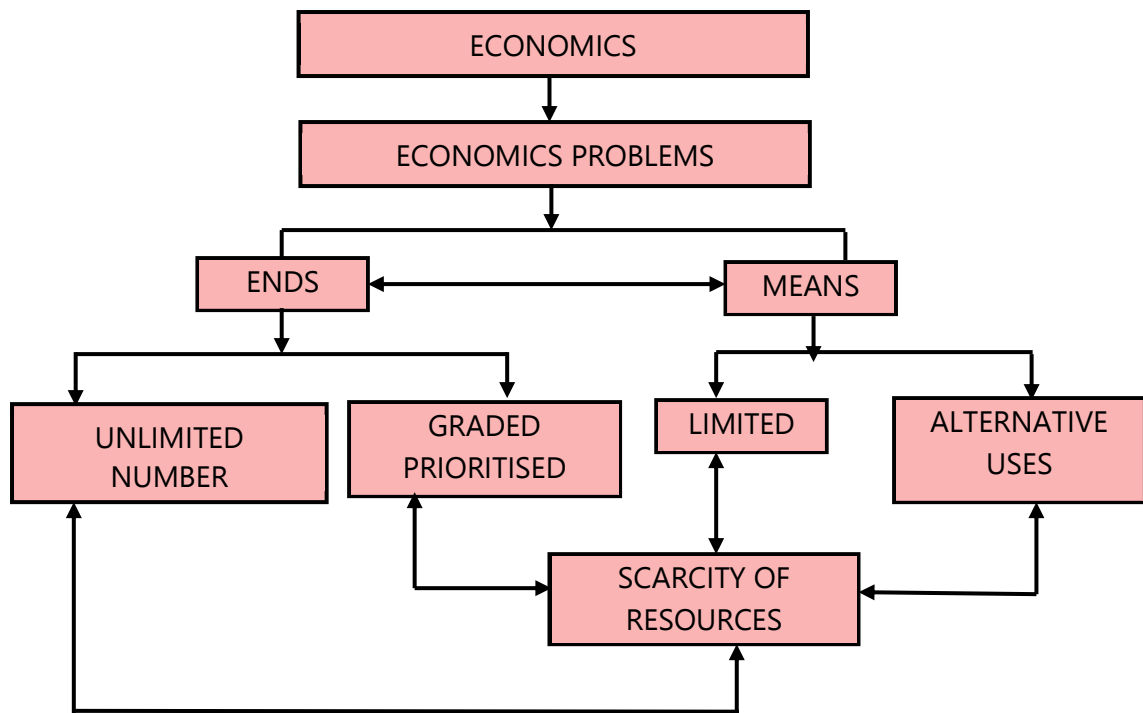 ECONOMICS
ECONOMICS PROBLEMS
ENDS
MEANS
UNLIMITED
NUMBER
GRADED
PRIORITISED
LIMITED
ALTERNATIVE
USES
SCARCITY OF
RESOURCES